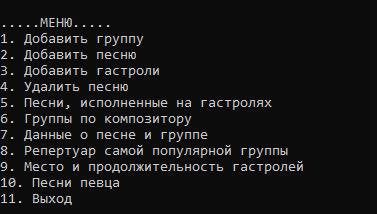 .....МЕНЮ.....
1. Добавить группу
2. Добавить песню
3. Добавить гастроли
4. Удалить песню
5. Песни, исполненные на гастролях
6. Группы по композитору
7. Данные о песне и группе
8. Репертуар самой популярной группы
9. Место и продолжительность гастролей
10. Песни певца
11. Выход